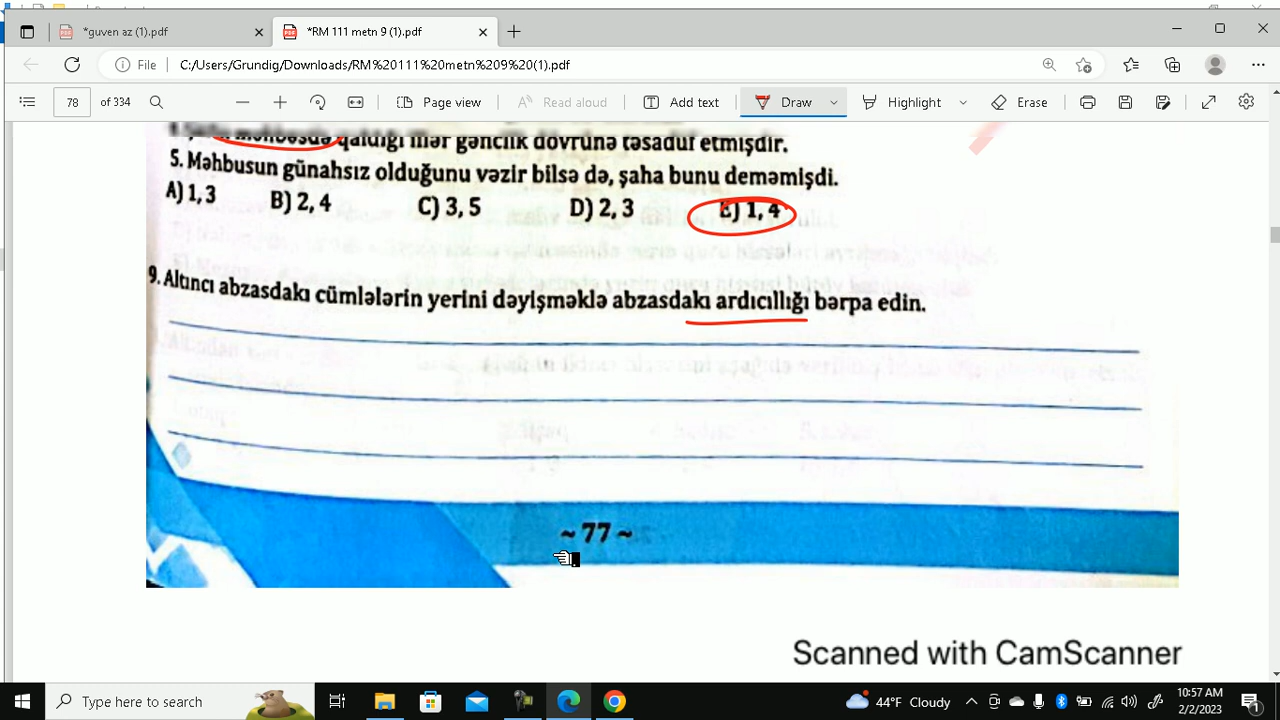 *guven az (1).pdf
*RM 111 metn 9 (1).pdf
File C:/Users/Grundig/Downloads/RM%20111%20metn%209%20(1).pdf
78 of 334 Page view Read aloud Add text Draw Highlight Erase
məhbəsdə qaldığı illər gənclik dövrünə təsadüf etmişdir.
5. Məhbusun günahsız olduğunu vəzir bilsə də, şaha bunu deməmişdi.
A) 1, 3 B) 2, 4 C) 3, 5 D) 2, 3 E) 1, 4
9. Altıncı abzasdakı cümlələrin yerini dəyişməklə abzasdakı ardıcıllığı bərpa edin.
~ 77 ~
Scanned with CamScanner
Type here to search
44°F Cloudy
10:57 AM
2/2/2023